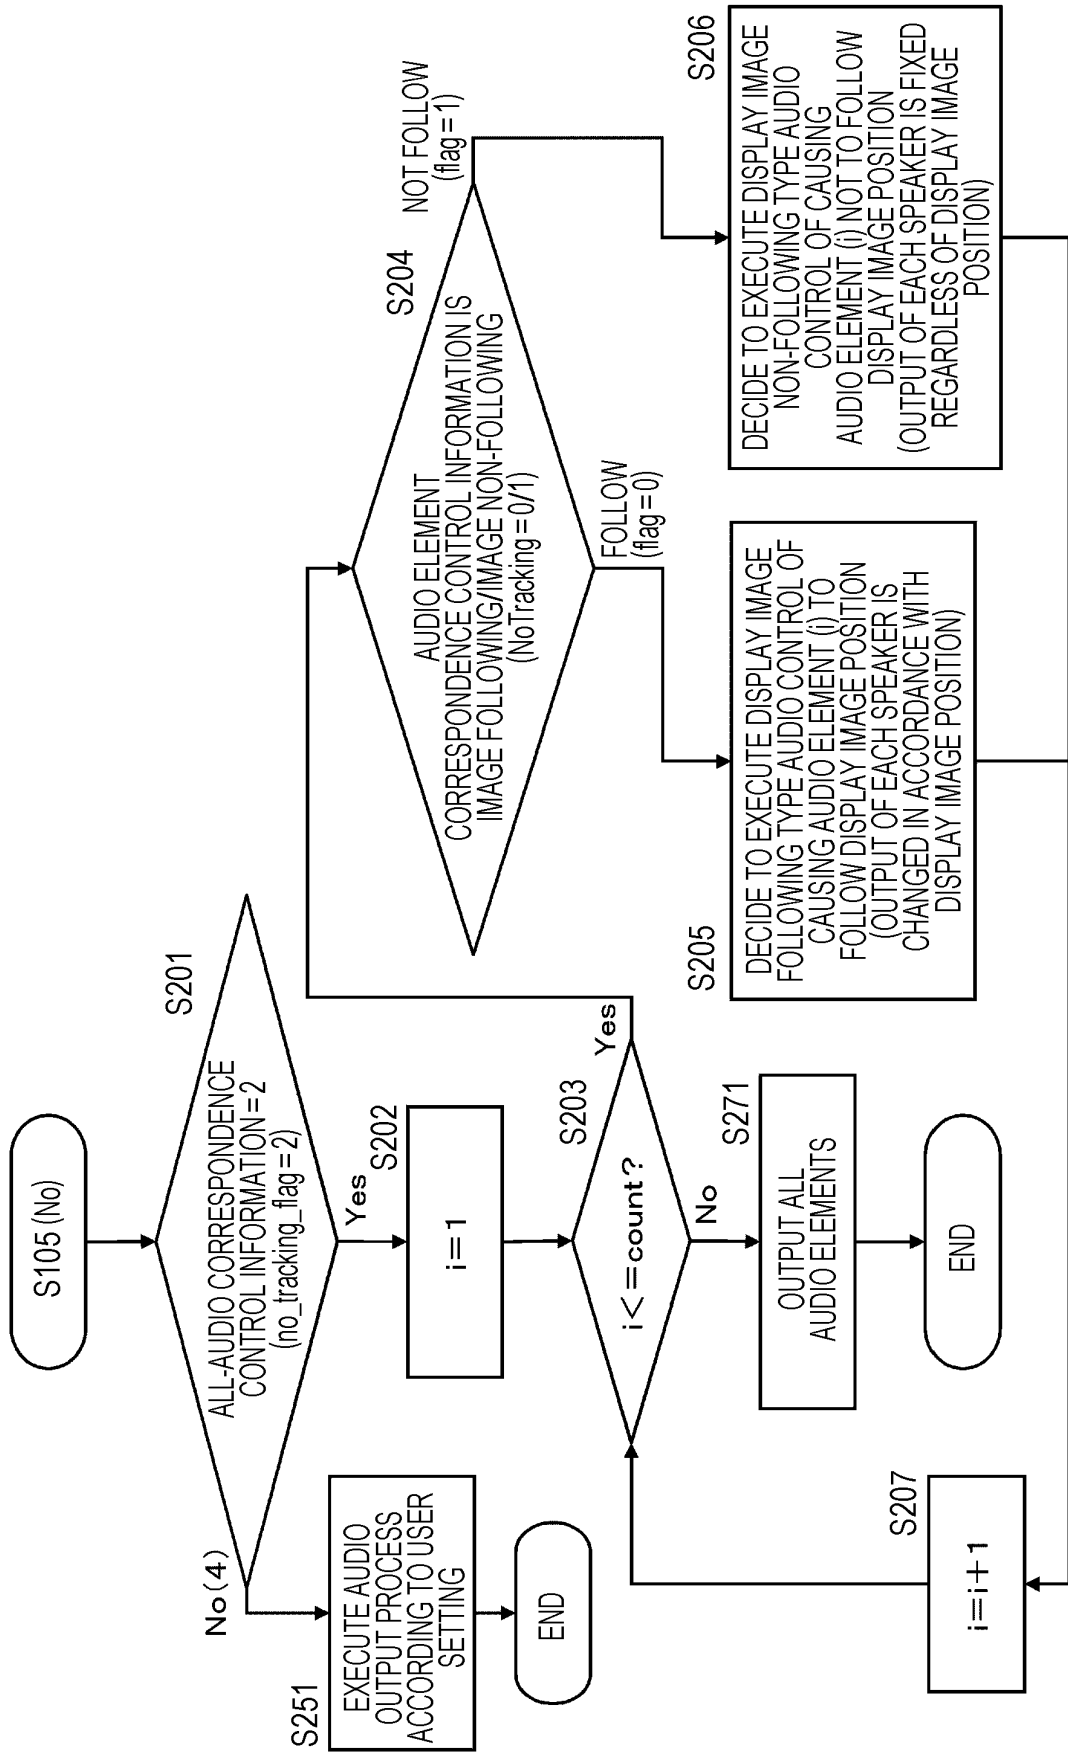 S105 (No)
S201
ALL-AUDIO CORRESPONDENCE
CONTROL INFORMATION = 2
(no_tracking_flag = 2)
No (4)
Yes
S251
EXECUTE AUDIO
OUTPUT PROCESS
ACCORDING TO USER
SETTING
END
S202
i=1
S203
i<=count?
Yes
No
S271
OUTPUT ALL
AUDIO ELEMENTS
END
S207
i=i+1
S204
AUDIO ELEMENT
CORRESPONDENCE CONTROL INFORMATION IS
IMAGE FOLLOWING/IMAGE NON-FOLLOWING
(NoTracking = 0/1)
FOLLOW
(flag = 0)
NOT FOLLOW
(flag = 1)
S205
DECIDE TO EXECUTE DISPLAY IMAGE
FOLLOWING TYPE AUDIO CONTROL OF
CAUSING AUDIO ELEMENT (i) TO
FOLLOW DISPLAY IMAGE POSITION
(OUTPUT OF EACH SPEAKER IS
CHANGED IN ACCORDANCE WITH
DISPLAY IMAGE POSITION)
S206
DECIDE TO EXECUTE DISPLAY IMAGE
NON-FOLLOWING TYPE AUDIO
CONTROL OF CAUSING
AUDIO ELEMENT (i) NOT TO FOLLOW
DISPLAY IMAGE POSITION
(OUTPUT OF EACH SPEAKER IS FIXED
REGARDLESS OF DISPLAY IMAGE
POSITION)